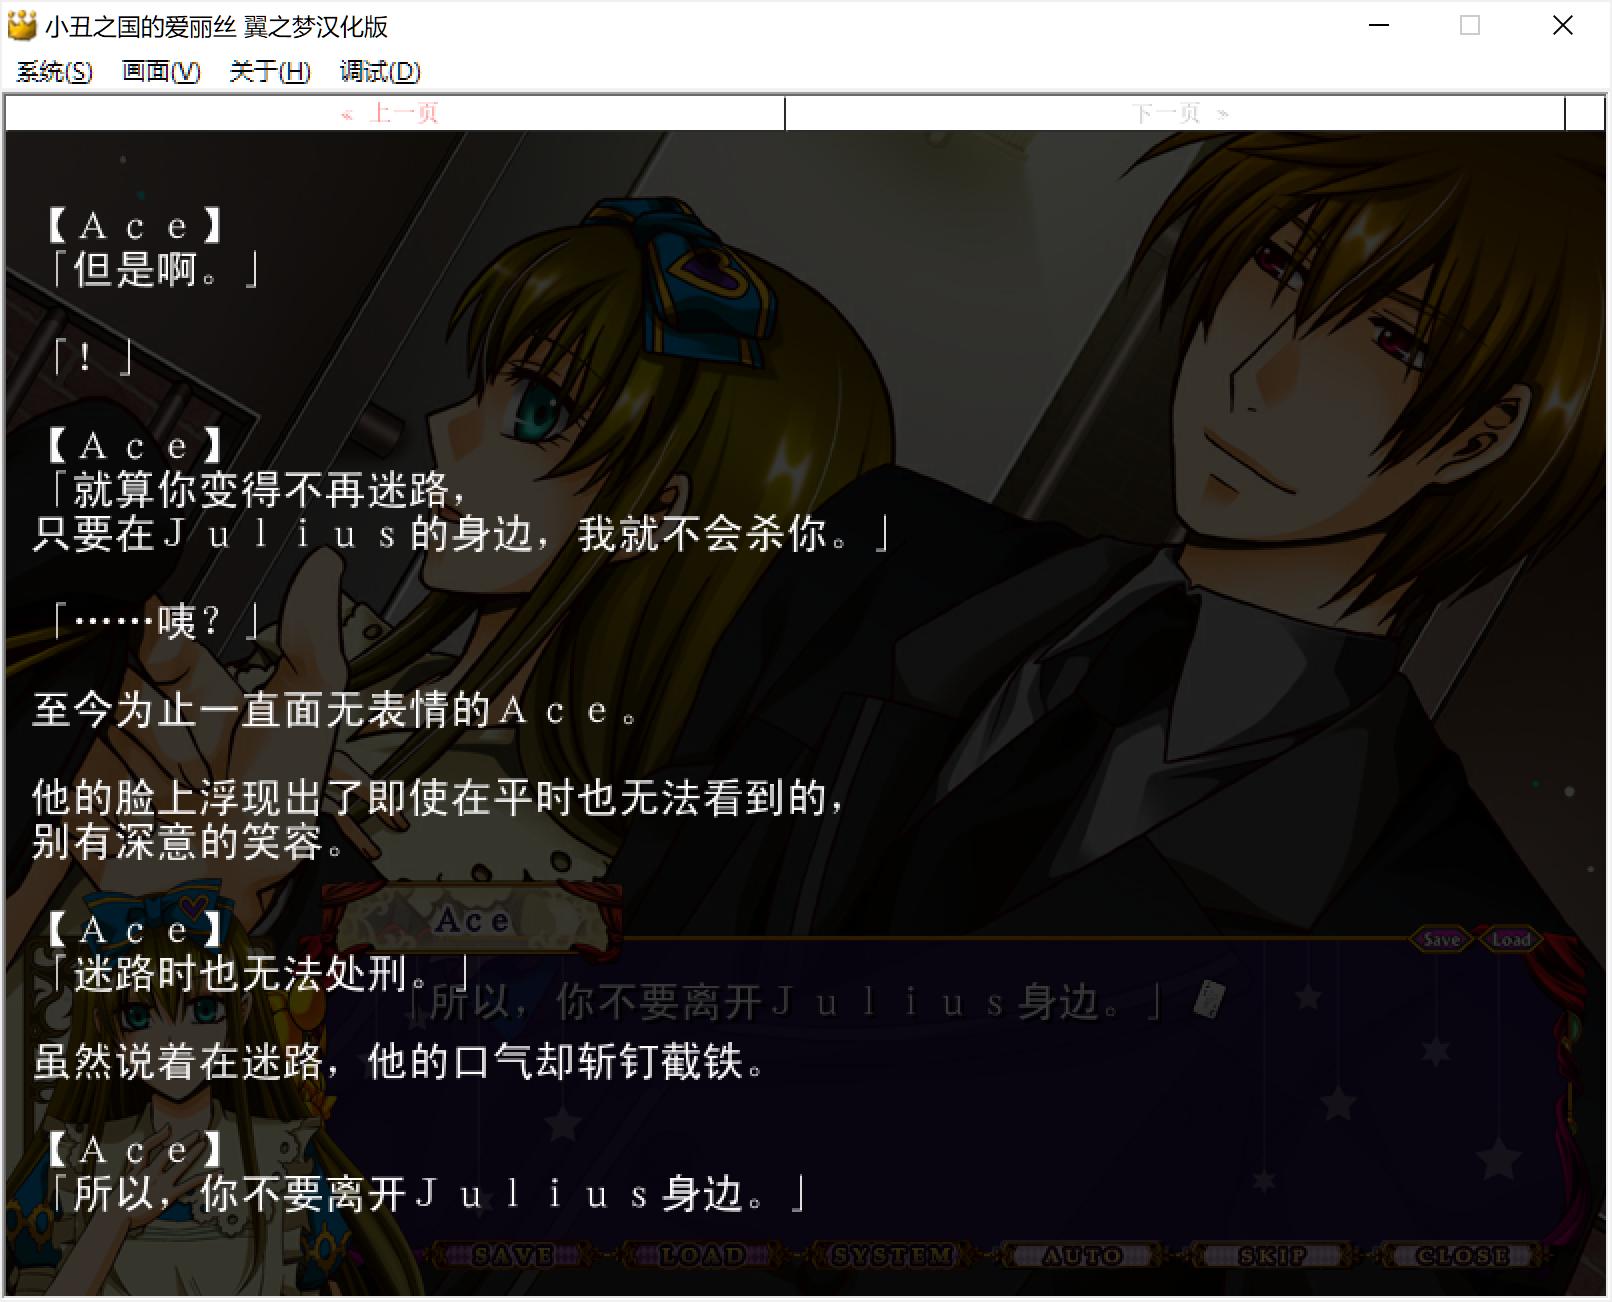 小丑之国的爱丽丝 翼之梦汉化版
系统(S) 画面(V) 关于(H) 调试(D)
« 上一页 下一页 »
【Ace】
「但是啊。」
「！」
【Ace】
「就算你变得不再迷路，
只要在Julius的身边，我就不会杀你。」
「……咦？」
至今为止一直面无表情的Ace。
他的脸上浮现出了即使在平时也无法看到的，
别有深意的笑容。
【Ace】
「迷路时也无法处刑。」
虽然说着在迷路，他的口气却斩钉截铁。
【Ace】
「所以，你不要离开Julius身边。」
Ace
Save Load
「所以，你不要离开Julius身边。」
SAVE LOAD SYSTEM AUTO SKIP CLOSE